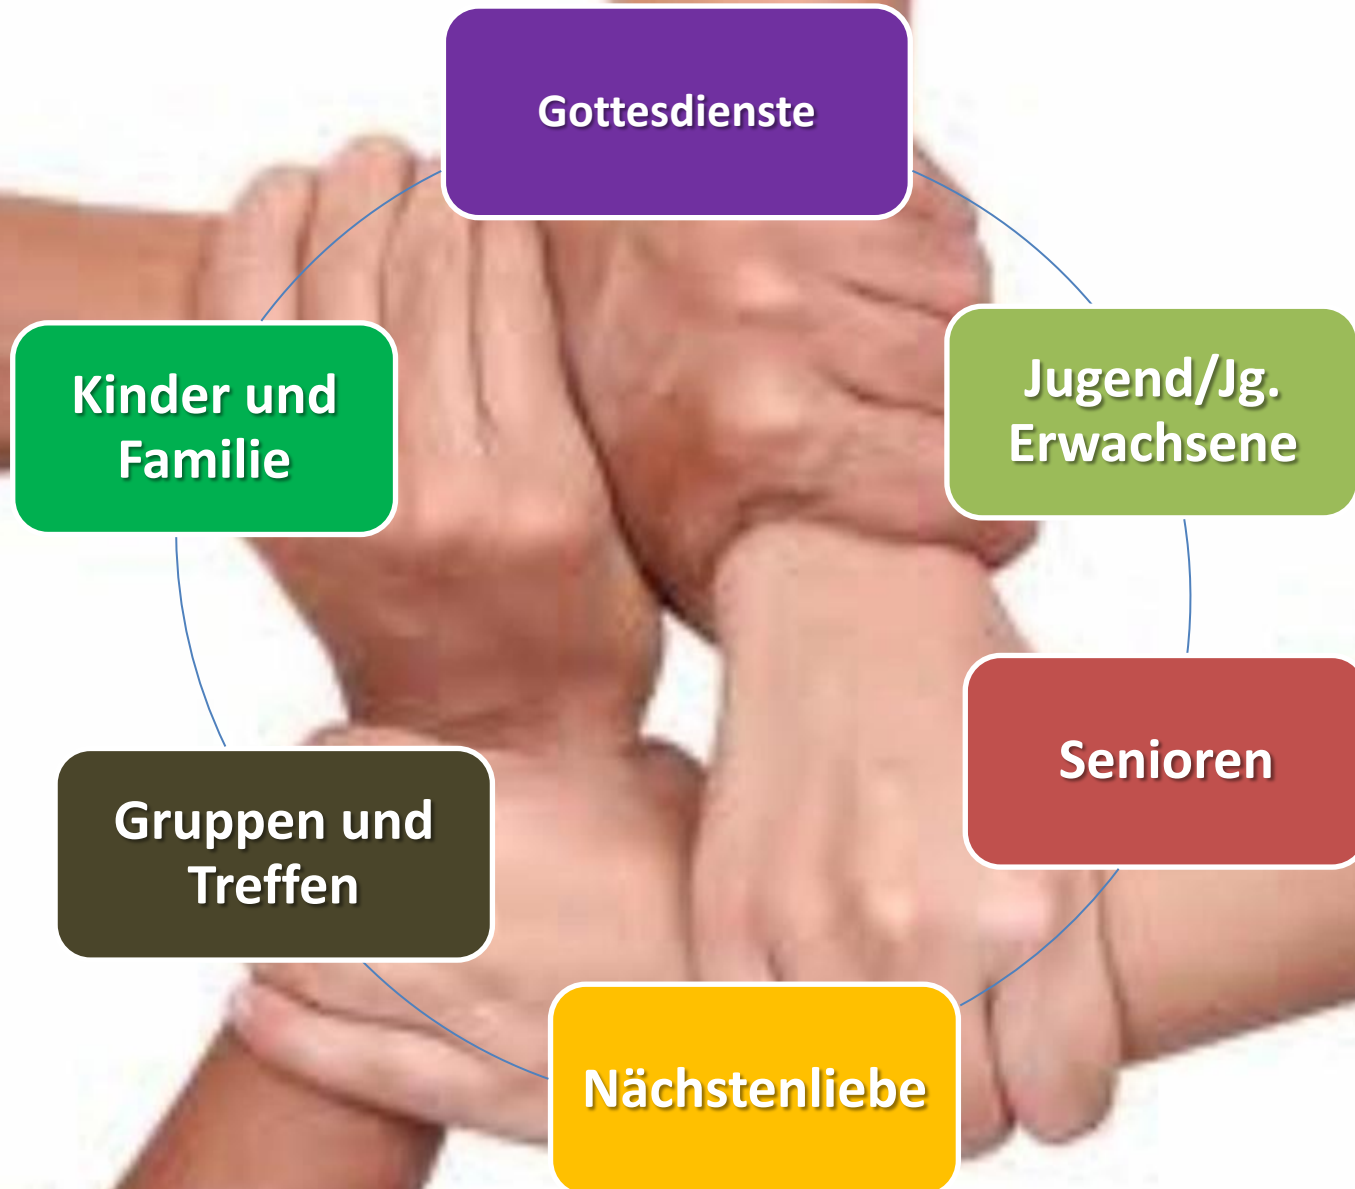 Gottesdienste
Jugend/Jg.
Erwachsene
Senioren
Nächstenliebe
Gruppen und
Treffen
Kinder und
Familie